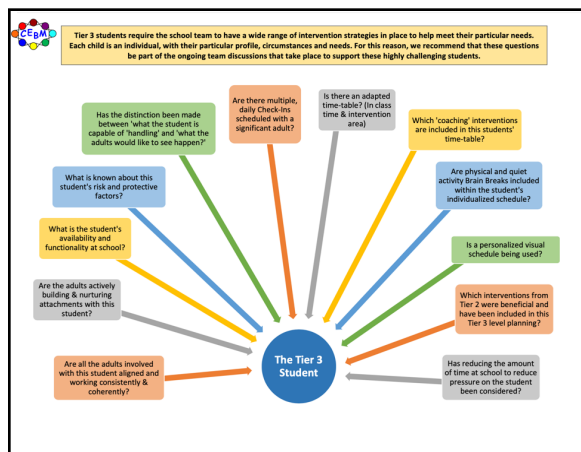 CEBM
Tier 3 students require the school team to have a wide range of intervention strategies in place to help meet their particular needs.
Each child is an individual, with their particular profile, circumstances and needs. For this reason, we recommend that these questions
be part of the ongoing team discussions that take place to support these highly challenging students.
Has the distinction been made
between 'what the student is
capable of 'handling' and 'what the
adults would like to see happen?'
Are there multiple,
daily Check-Ins
scheduled with a
significant adult?
Is there an adapted
time-table? (In class
time & intervention
area)
Which 'coaching' interventions
are included in this students'
time-table?
What is known about this
student's risk and protective
factors?
Are physical and quiet
activity Brain Breaks included
within the student's
individualized schedule?
What is the student's
availability and
functionality at school?
Is a personalized visual
schedule being used?
Are the adults actively
building & nurturing
attachments with this
student?
Which interventions from
Tier 2 were beneficial and
have been included in this
Tier 3 level planning?
Are all the adults involved
with this student aligned and
working consistently &
coherently?
The Tier 3
Student
Has reducing the amount
of time at school to reduce
pressure on the student
been considered?